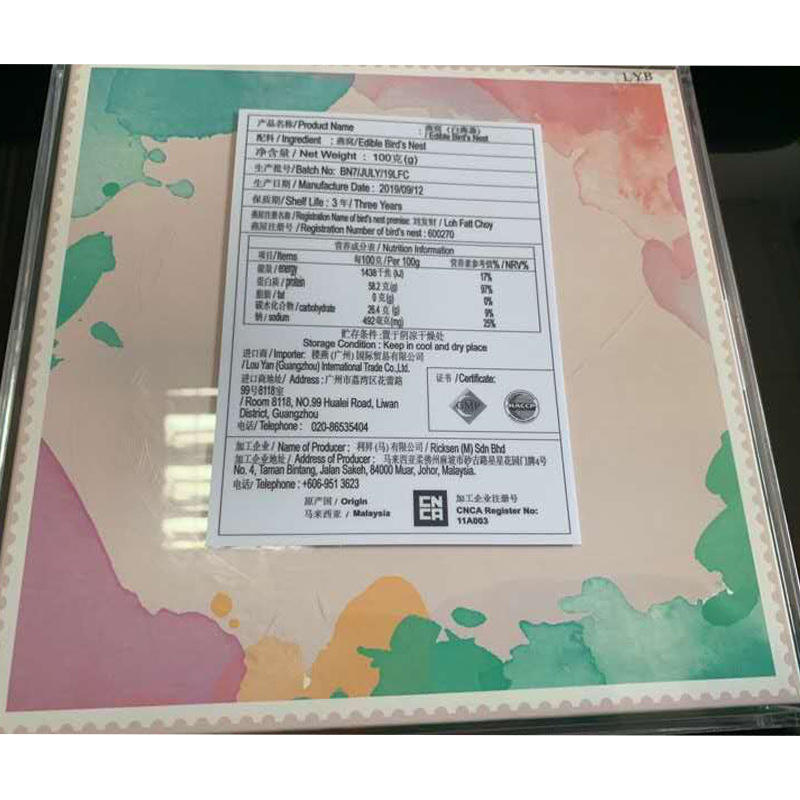 LYB
产品名称/Product Name : 燕窝（白燕盏）
/Edible Bird's Nest
配料/Ingredient : 燕窝/Edible Bird's Nest
净含量/ Net Weight : 100克(g)
生产批号/Batch No: BN7/JULY/19LFC
生产日期/ Manufacture Date : 2019/09/12
保质期/ Shelf Life : 3 年/ Three Years
燕屋注册名称/Registration Name of bird's nest premise: 刘发财 / Loh Fatt Choy
燕屋注册号 / Registration Number of bird's nest : 600270
营养成分表 / Nutrition Information
项目/Items 每100克/Per 100g 营养素参考值%/NRV%
能量/energy 1438千焦 (kJ) 17%
蛋白质/protein 58.2 克(g) 97%
脂肪/fat 0 克(g) 0%
碳水化合物/carbohydrate 26.4 克 (g) 9%
钠/sodium 492毫克(mg) 25%
贮存条件 :置于阴凉干燥处
Storage Condition : Keep in cool and dry place
进口商/Importer: 楼燕 (广州) 国际贸易有限公司
/ Lou Yan (Guangzhou) International Trade Co.,Ltd.
进口商地址/ Address :广州市荔湾区花蕾路
99号8118室
/ Room 8118, NO.99 Hualei Road, Liwan
District, Guangzhou
电话/ Telephone : 020-86535404
证书 /Certificate:
GMP
HACCP
加工企业/ Name of Producer : 利昇 (马) 有限公司 / Ricksen (M) Sdn Bhd
加工企业地址/ Address of Producer : 马来西亚柔佛州麻坡市砂古路星星花园门牌4号
No. 4, Taman Bintang, Jalan Sakeh, 84000 Muar, Johor, Malaysia.
电话/ Telephone : +606-951 3623
原产国 / Origin
马来西亚 / Malaysia
CNCA
加工企业注册号
CNCA Register No:
11A003